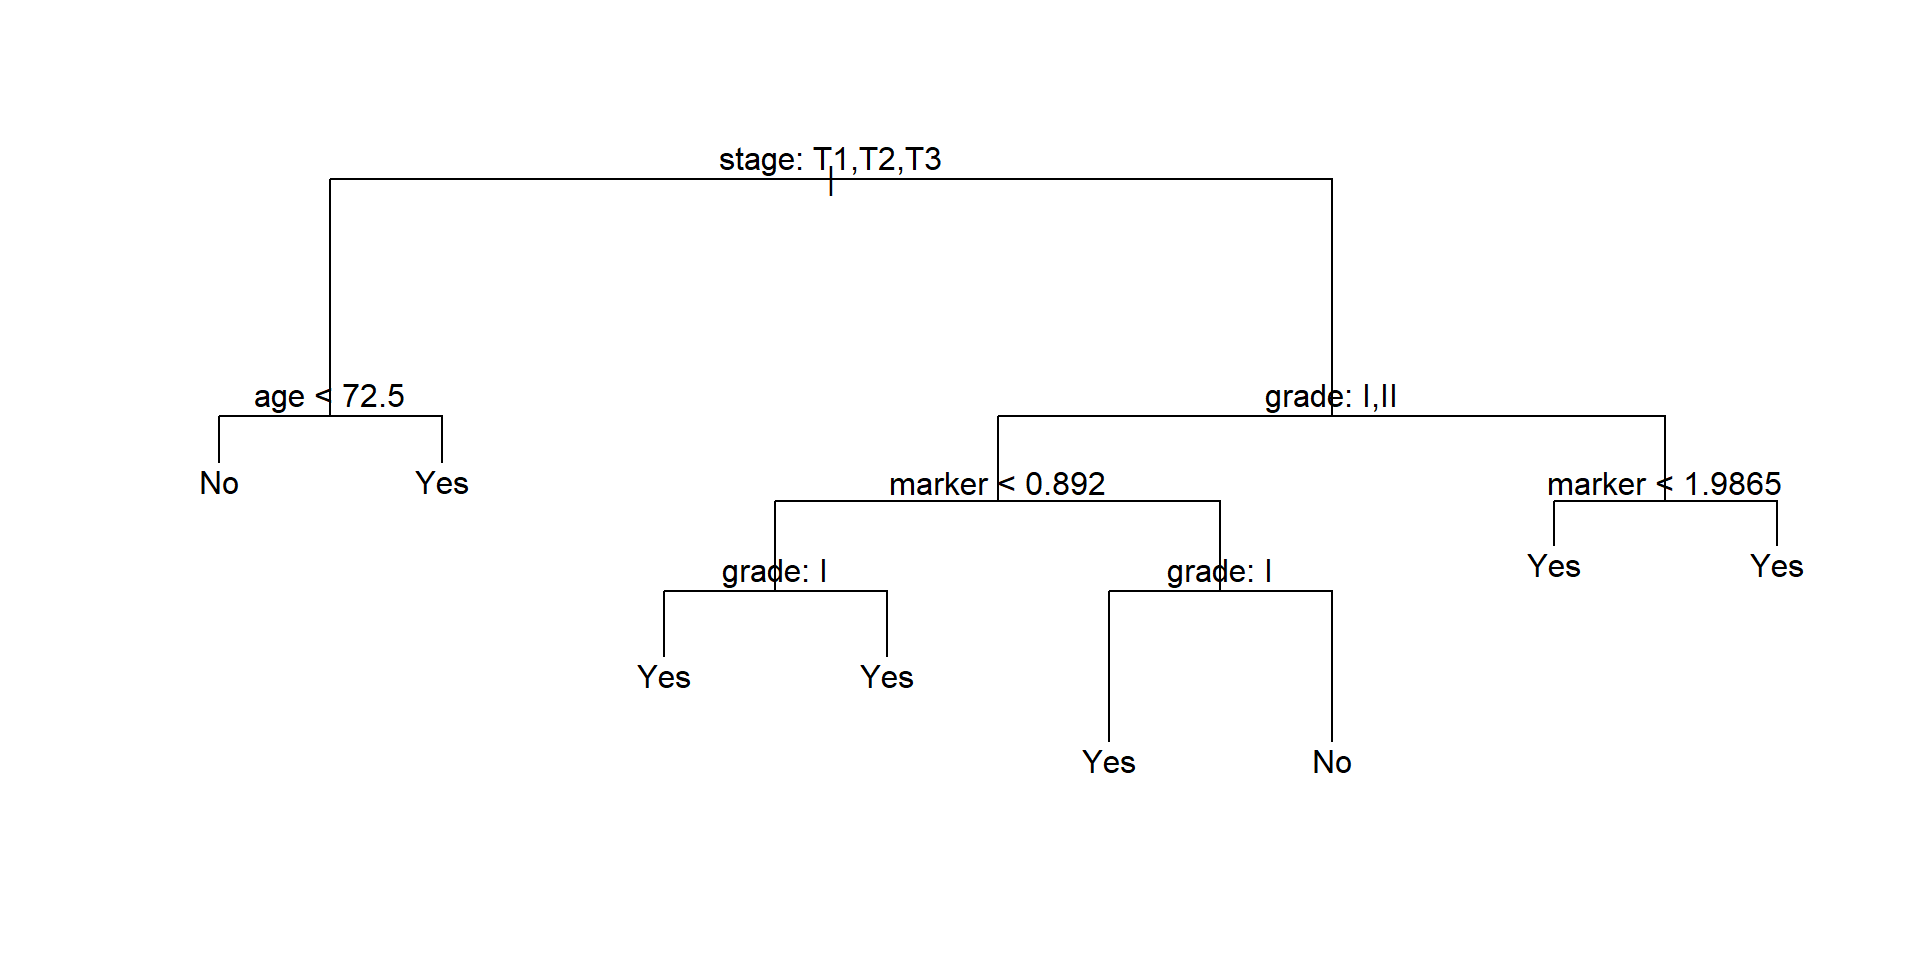 stage: T1,T2,T3
age < 72.5
grade: I,II
No
Yes
marker < 0.892
marker < 1.9865
grade: I
grade: I
Yes
Yes
Yes
Yes
Yes
No